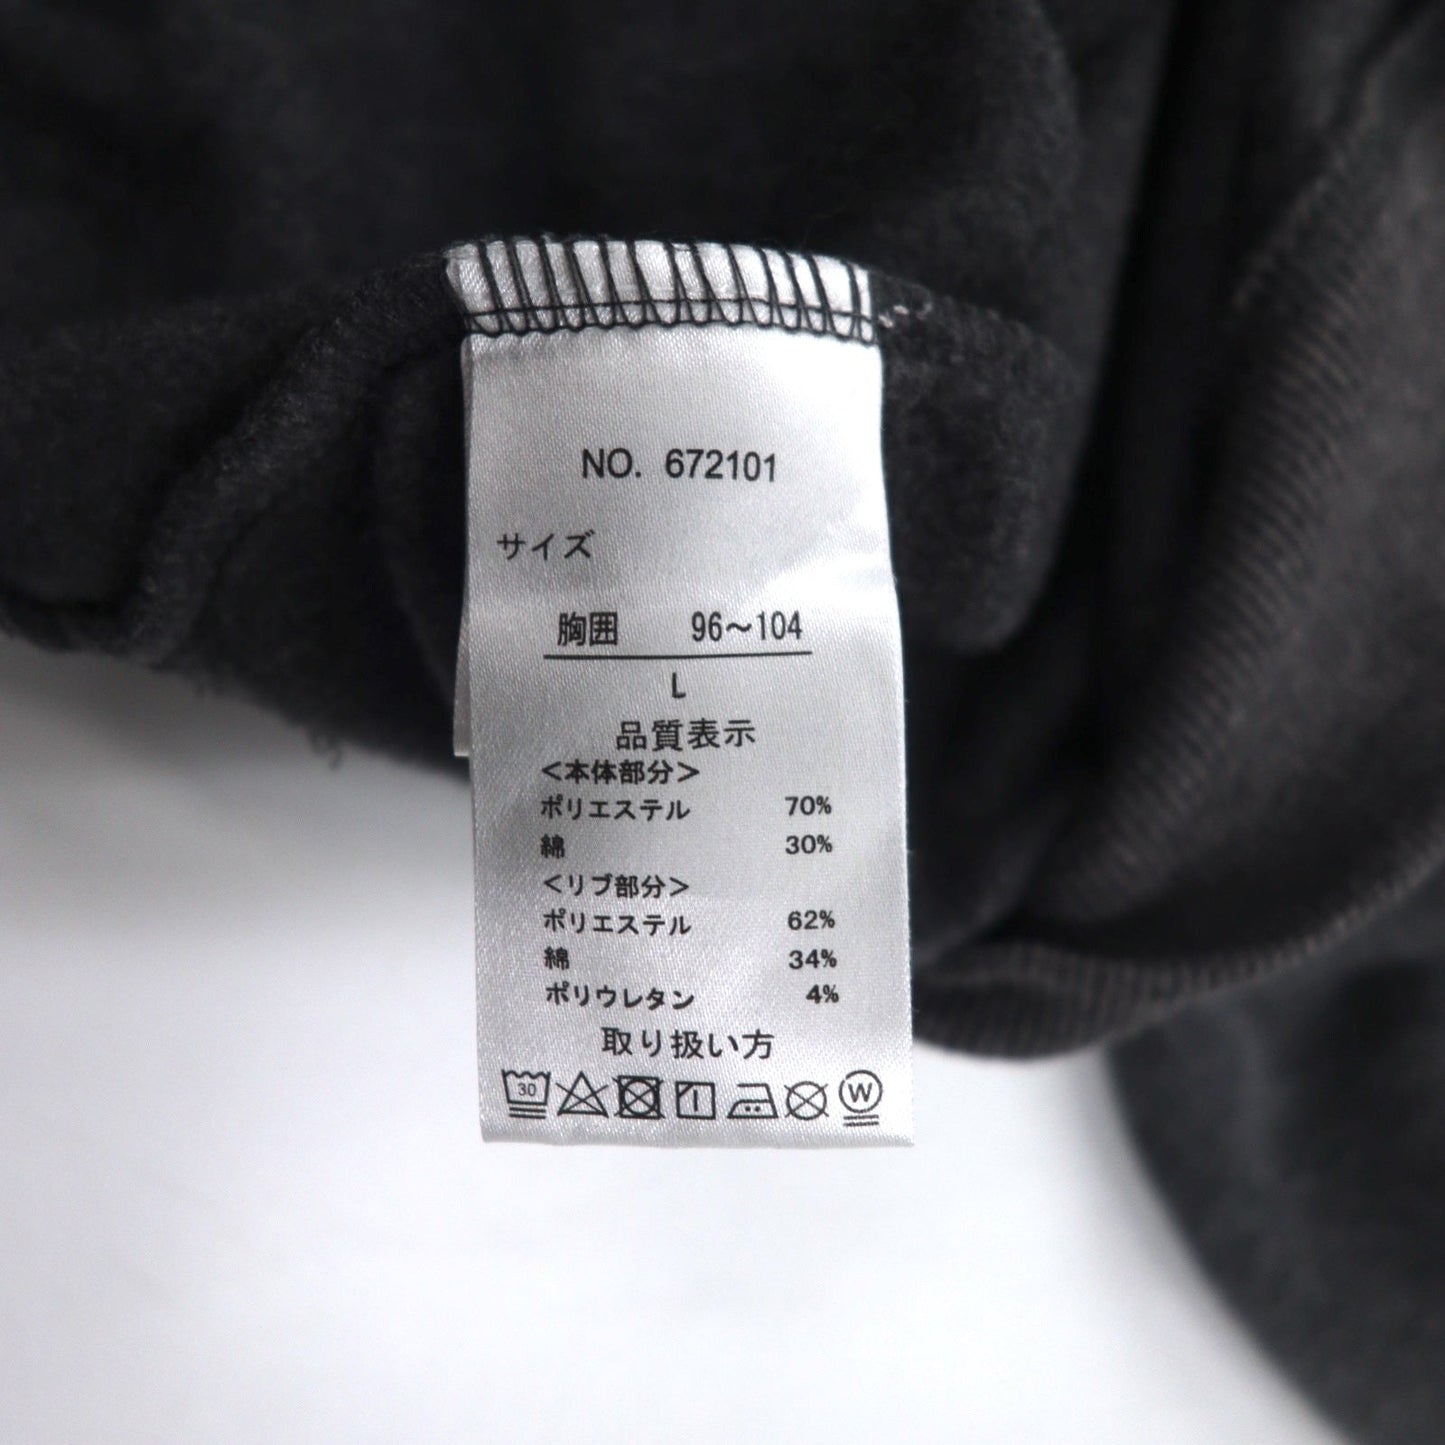 NO. 672101
サイズ
胸囲 96～104
L
品質表示
＜本体部分＞
ポリエステル 70%
綿 30%
＜リブ部分＞
ポリエステル 62%
綿 34%
ポリウレタン 4%
取り扱い方
30 W